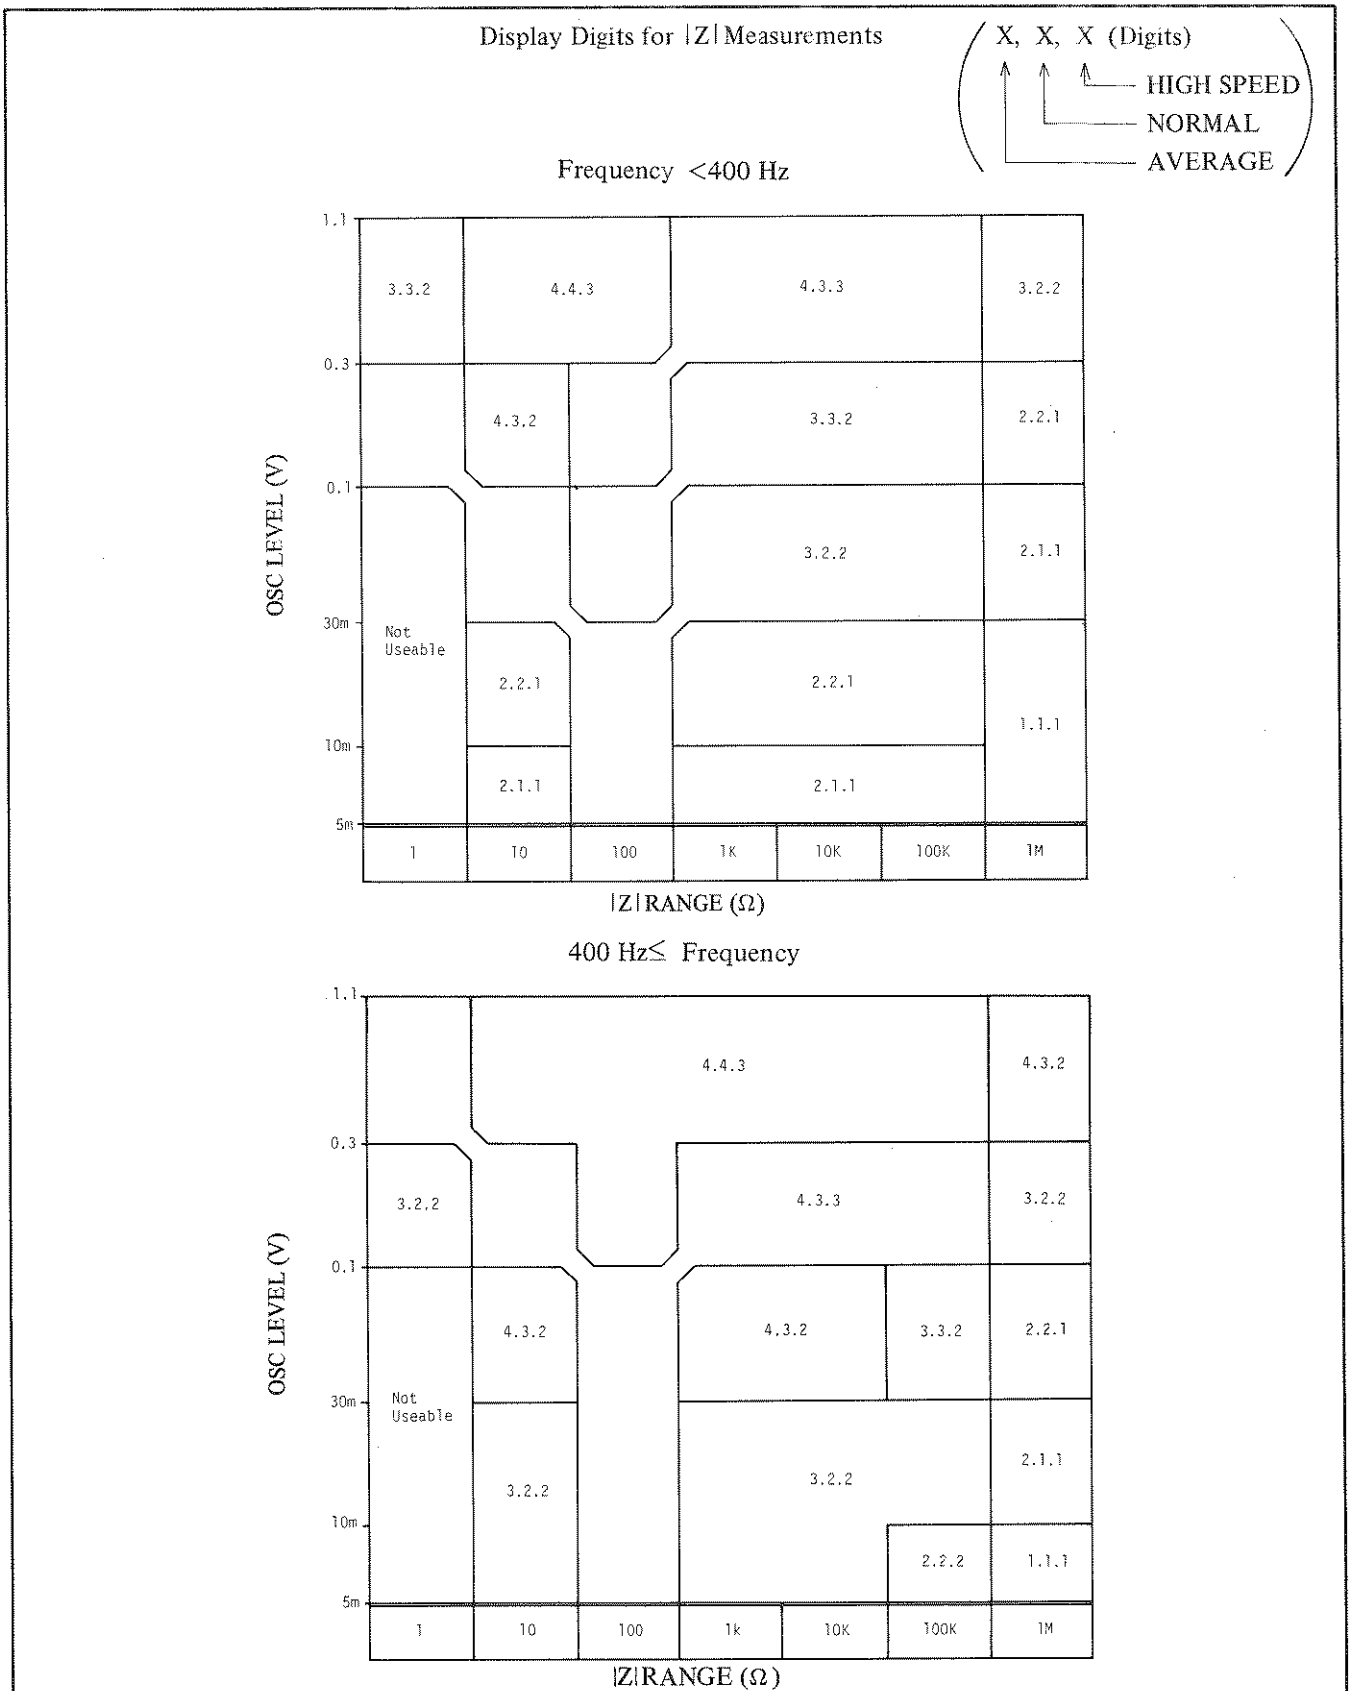 Display Digits for |Z| Measurements
X, X, X (Digits)
HIGH SPEED
NORMAL
AVERAGE
Frequency <400 Hz
1.1
3.3.2
4.4.3
4.3.3
3.2.2
0.3
4.3.2
3.3.2
2.2.1
OSC LEVEL (V)
0.1
3.2.2
2.1.1
30m
Not
Useable
2.2.1
2.2.1
1.1.1
10m
2.1.1
2.1.1
5m
1
10
100
1K
10K
100K
1M
|Z| RANGE (Ω)
400 Hz≤ Frequency
1.1
4.4.3
4.3.2
0.3
3.2.2
4.3.3
3.2.2
OSC LEVEL (V)
0.1
4.3.2
4.3.2
3.3.2
2.2.1
30m
Not
Useable
3.2.2
3.2.2
2.1.1
10m
2.2.2
1.1.1
5m
1
10
100
1k
10K
100K
1M
|Z| RANGE (Ω)